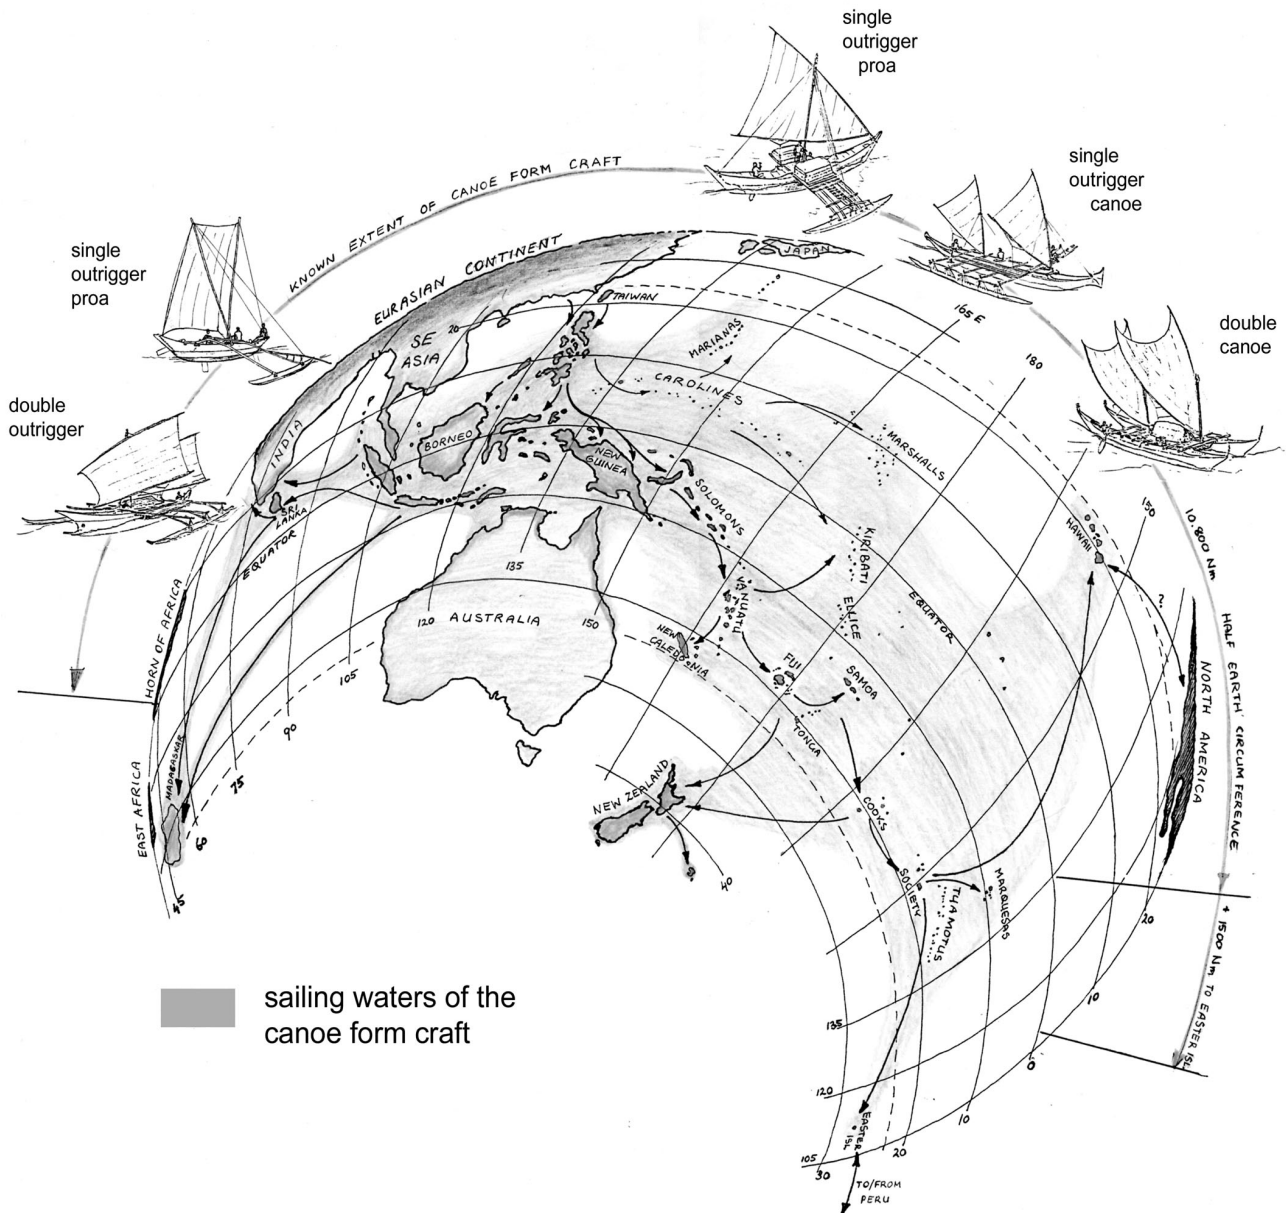 single
outrigger
proa
single
outrigger
canoe
KNOWN EXTENT OF CANOE FORM CRAFT
single
outrigger
proa
EURASIAN CONTINENT
JAPAN
double
canoe
double
outrigger
TAIWAN
165 E
180
20
SE
ASIA
MARIANAS
CAROLINES
INDIA
BORNEO
NEW
GUINEA
MARSHALLS
SRI
LANKA
SOLOMONS
EQUATOR
150
10.800 Nm
HALF EARTH' CIRCUMFERENCE
HAWAII
KIRIBATI
135
HORN OF AFRICA
120
AUSTRALIA
150
VANUATU
ELLICE
EQUATOR
?
NEW
CALEDONIA
105
FIJI
SAMOA
NORTH AMERICA
90
TONGA
MADAGASKAR
75
EAST AFRICA
60
NEW ZEALAND
COOKS
40
45
SOCIETY
MARQUESAS
TUAMOTUS
20
+ 1500 Nm TO EASTER ISL
sailing waters of the
canoe form craft
10
135
0
120
10
EASTER
ISL
20
105
30
TO/FROM
PERU